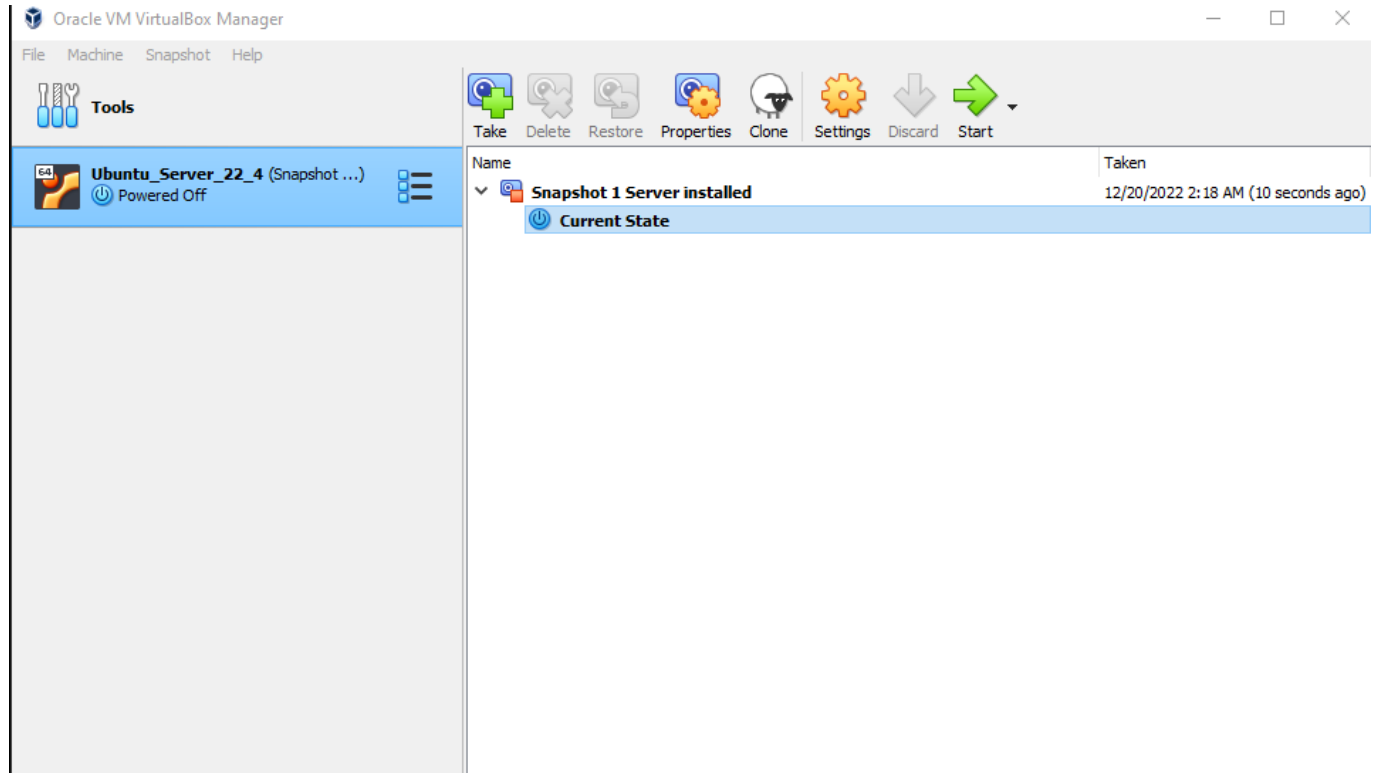 Oracle VM VirtualBox Manager
File Machine Snapshot Help
Tools
Take Delete Restore Properties Clone Settings Discard Start
64
Ubuntu_Server_22_4 (Snapshot ...)
Powered Off
Name Taken
Snapshot 1 Server installed 12/20/2022 2:18 AM (10 seconds ago)
Current State